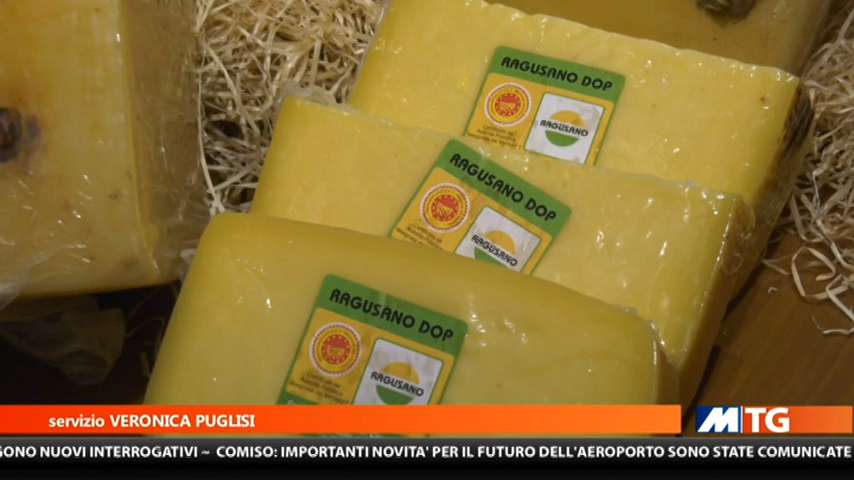 RAGUSANO DOP
RAGUSANO
RAGUSANO DOP
RAGUSANO
RAGUSANO DOP
RAGUSANO
servizio VERONICA PUGLISI
MTG
GONO NUOVI INTERROGATIVI ~ COMISO: IMPORTANTI NOVITA' PER IL FUTURO DELL'AEROPORTO SONO STATE COMUNICATE